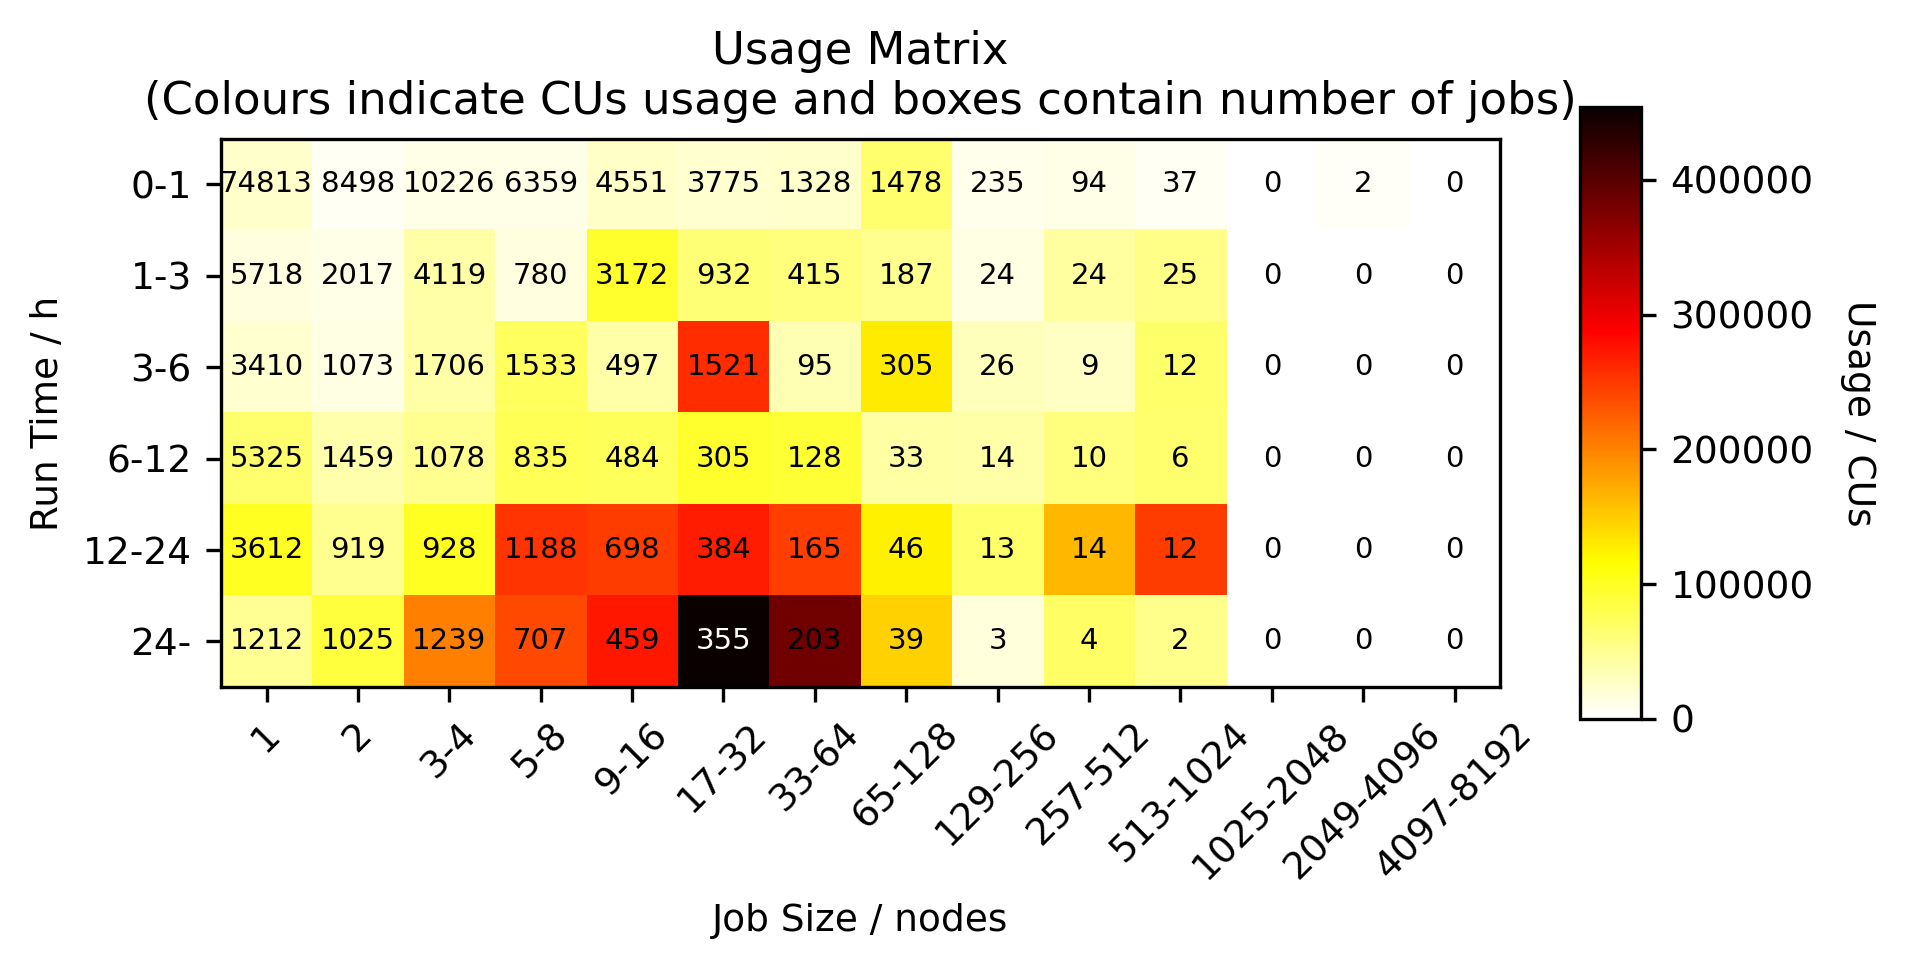 Usage Matrix
(Colours indicate CUs usage and boxes contain number of jobs)
0-1 74813 8498 10226 6359 4551 3775 1328 1478 235 94 37 0 2 0
1-3 5718 2017 4119 780 3172 932 415 187 24 24 25 0 0 0
3-6 3410 1073 1706 1533 497 1521 95 305 26 9 12 0 0 0
6-12 5325 1459 1078 835 484 305 128 33 14 10 6 0 0 0
12-24 3612 919 928 1188 698 384 165 46 13 14 12 0 0 0
24- 1212 1025 1239 707 459 355 203 39 3 4 2 0 0 0
Run Time / h
1 2 3-4 5-8 9-16 17-32 33-64 65-128 129-256 257-512 513-1024 1025-2048 2049-4096 4097-8192
Job Size / nodes
400000
300000
200000
100000
0
Usage / CUs